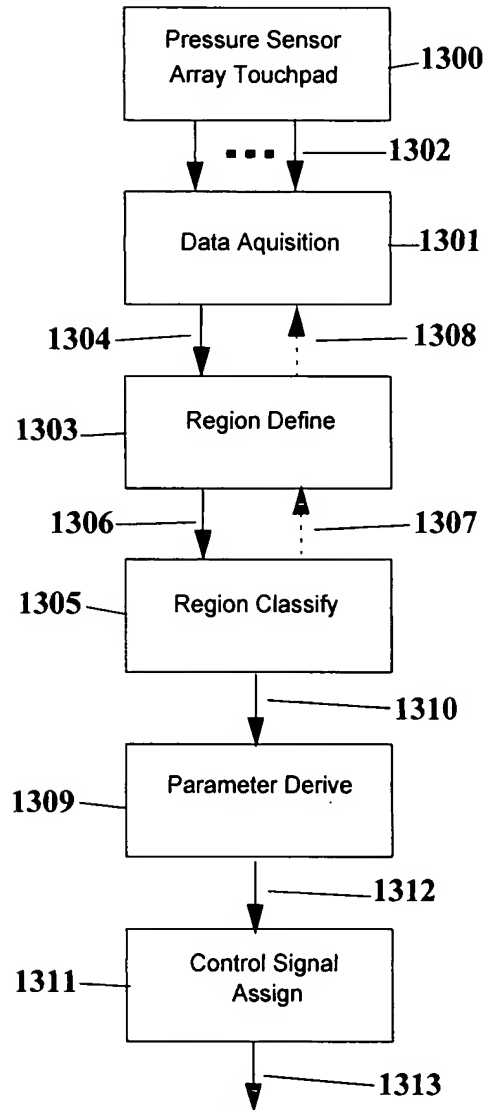 Pressure Sensor
Array Touchpad
1300
1302
Data Aquisition
1301
1304
1308
1303
Region Define
1306
1307
1305
Region Classify
1310
1309
Parameter Derive
1312
1311
Control Signal
Assign
1313